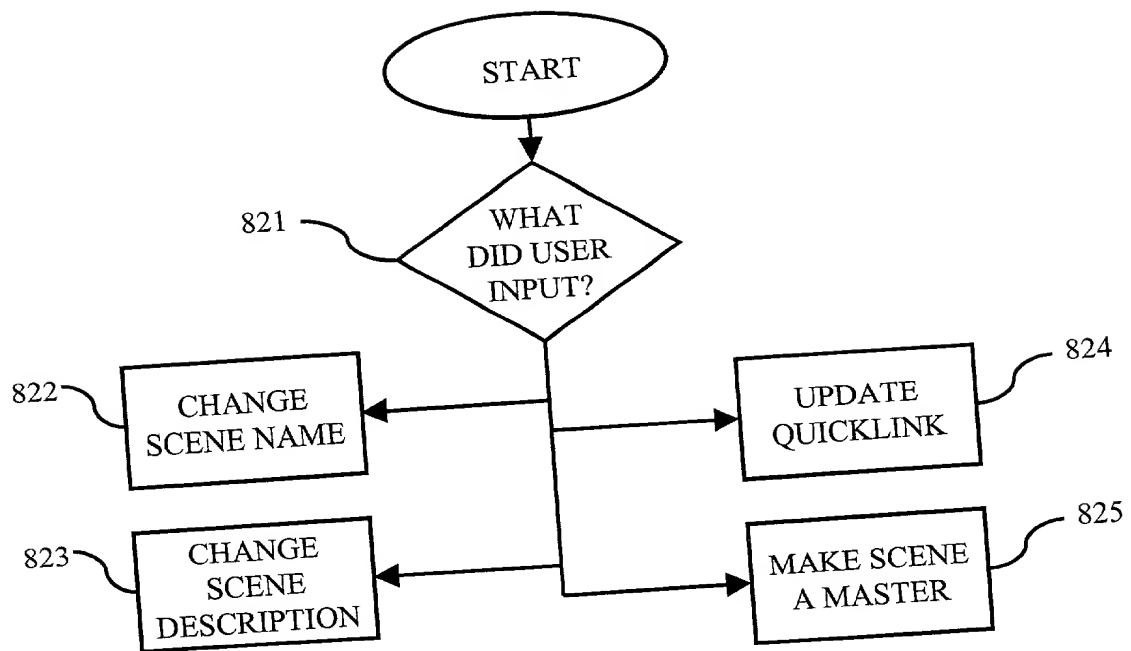 START
821
WHAT
DID USER
INPUT?
822
CHANGE
SCENE NAME
UPDATE
QUICKLINK
824
823
CHANGE
SCENE
DESCRIPTION
MAKE SCENE
A MASTER
825